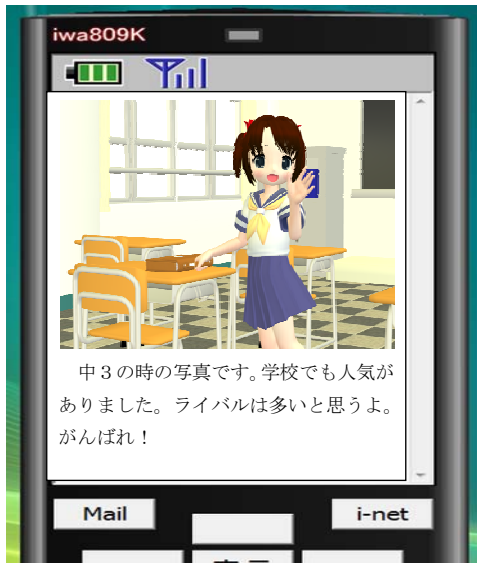 iwa809K
中３の時の写真です。学校でも人気が
ありました。ライバルは多いと思うよ。
がんばれ！
Mail
i-net